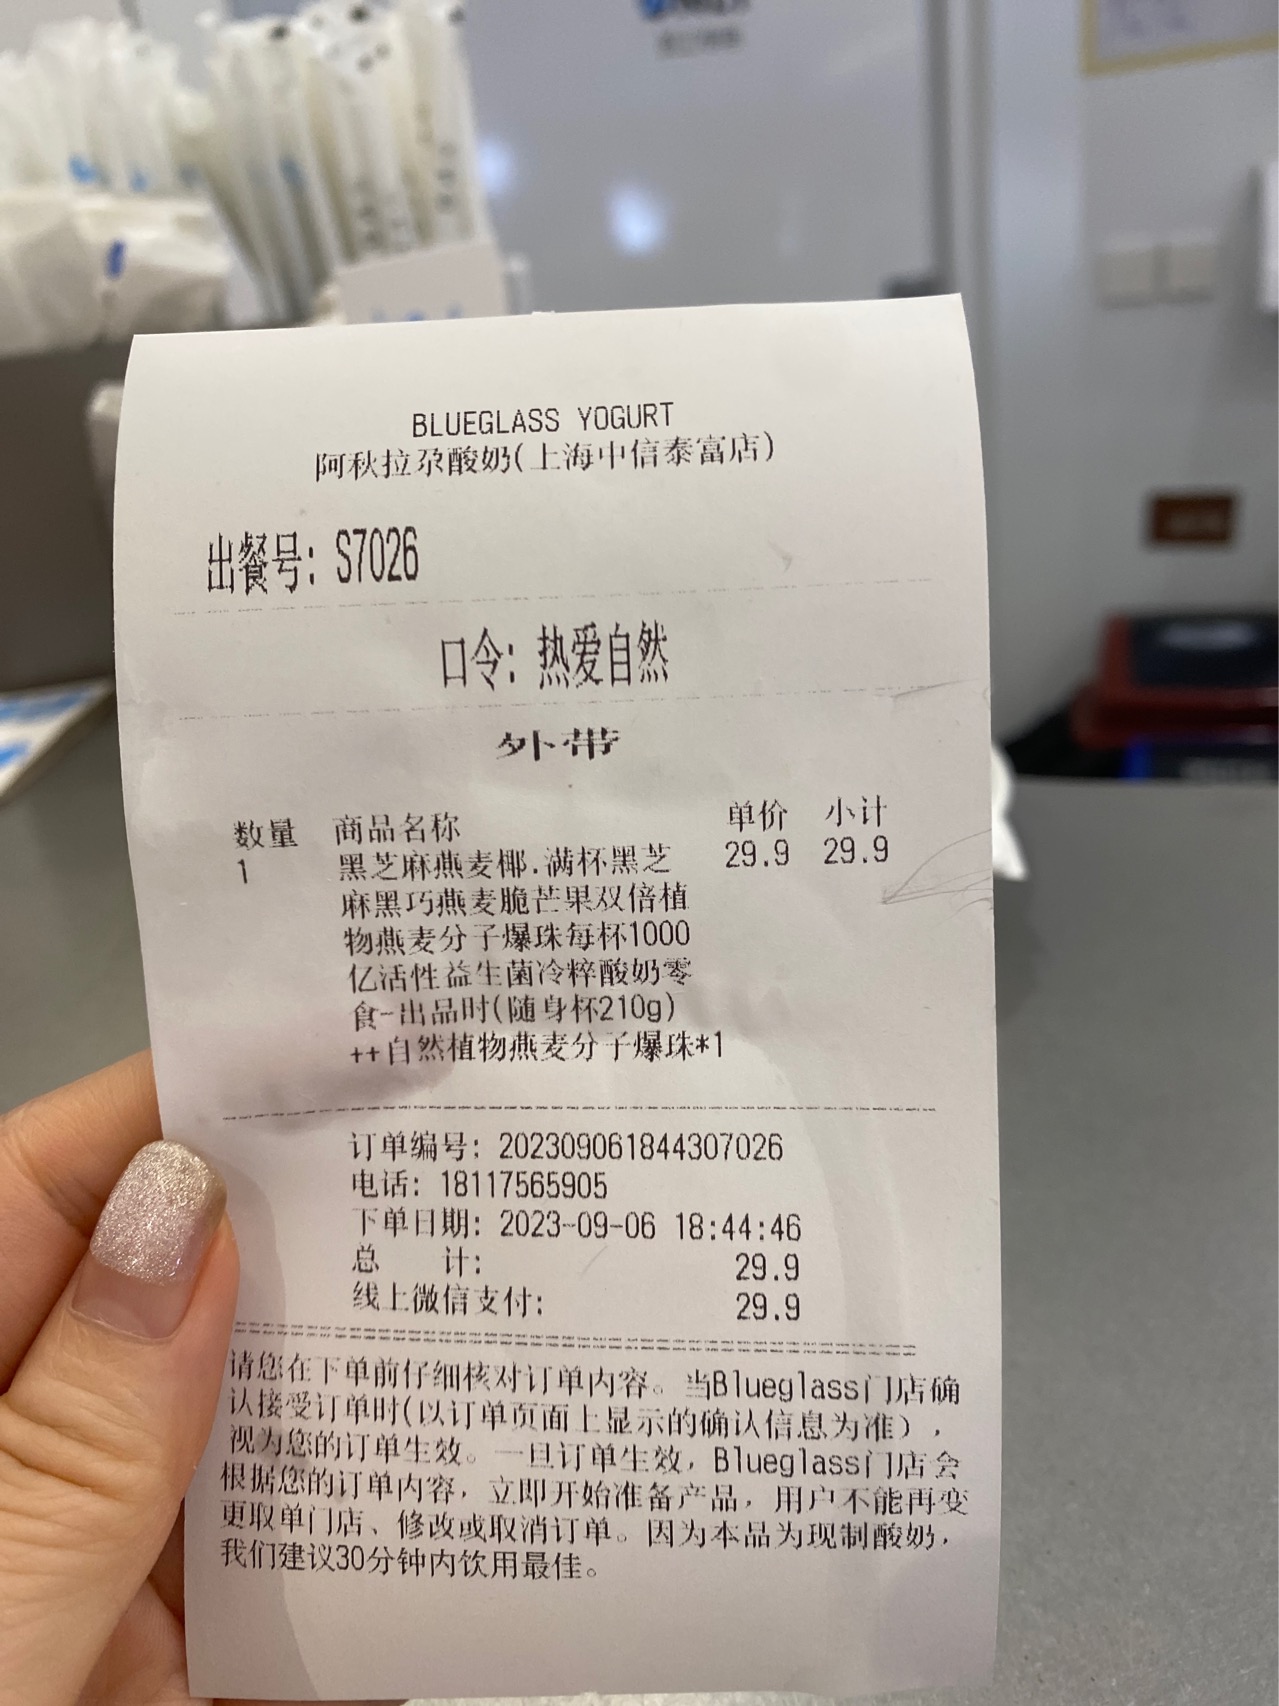 BLUEGLASS YOGURT
阿秋拉尕酸奶(上海中信泰富店)
出餐号: S7026
口令: 热爱自然
外带
数量 商品名称 单价 小计
1 黑芝麻燕麦椰.满杯黑芝 29.9 29.9
麻黑巧燕麦脆芒果双倍植
物燕麦分子爆珠每杯1000
亿活性益生菌冷粹酸奶零
食-出品时(随身杯210g)
++自然植物燕麦分子爆珠*1
订单编号: 202309061844307026
电话: 18117565905
下单日期: 2023-09-06 18:44:46
总 计: 29.9
线上微信支付: 29.9
请您在下单前仔细核对订单内容。当Blueglass门店确
认接受订单时(以订单页面上显示的确认信息为准),
视为您的订单生效。一旦订单生效,Blueglass门店会
根据您的订单内容,立即开始准备产品,用户不能再变
更取单门店、修改或取消订单。因为本品为现制酸奶,
我们建议30分钟内饮用最佳。